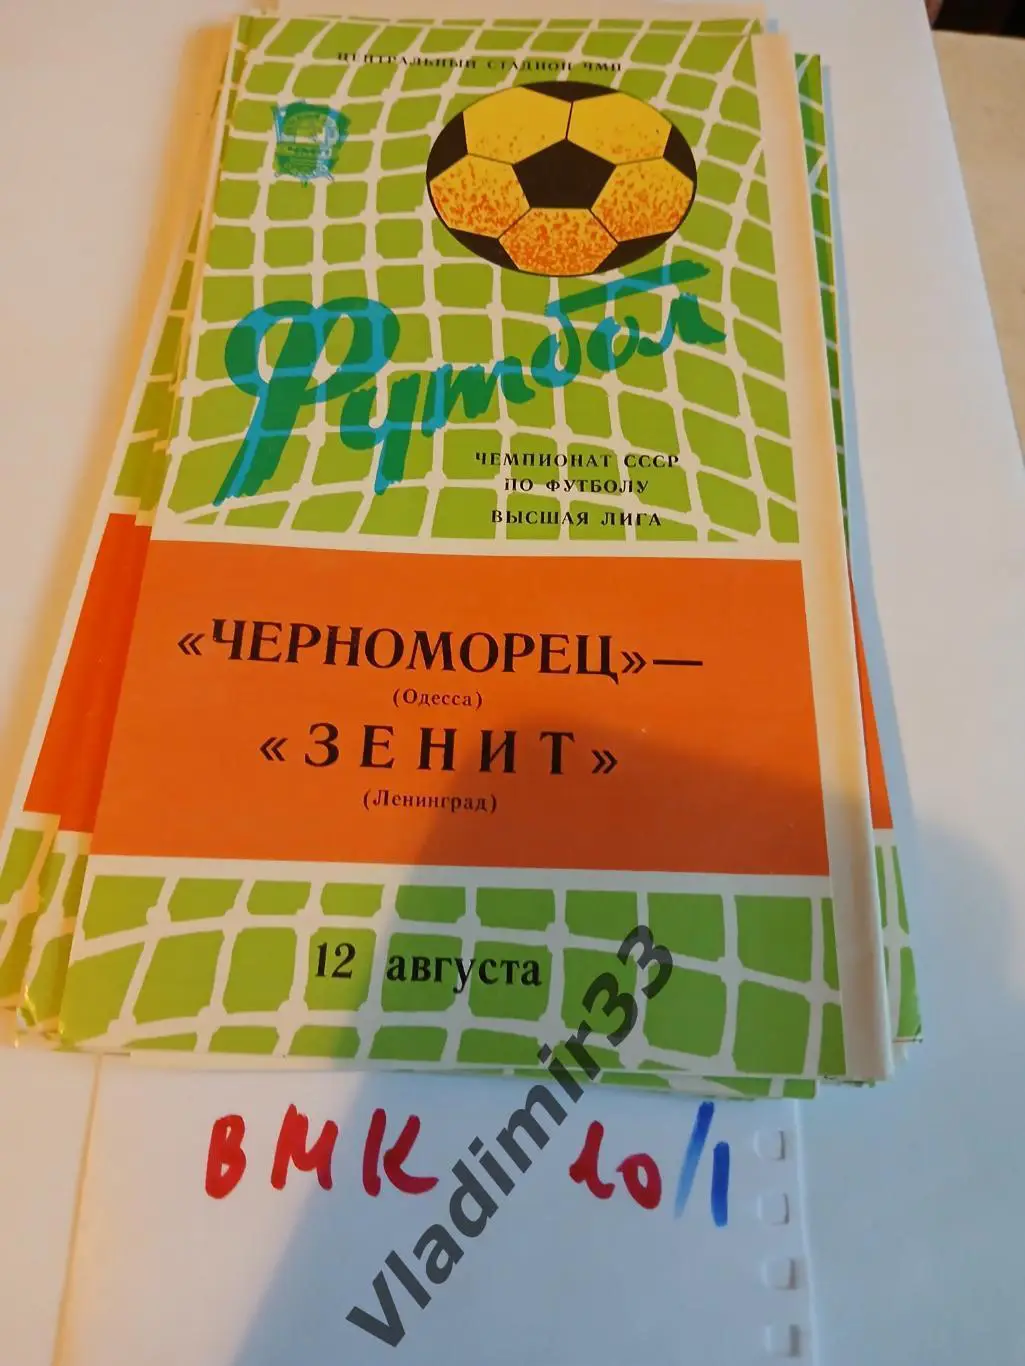 ЦЕНТРАЛЬНЫЙ СТАДИОН ЧМП
Футбол
ЧЕМПИОНАТ СССР
ПО ФУТБОЛУ
ВЫСШАЯ ЛИГА
«ЧЕРНОМОРЕЦ»—
(Одесса)
«ЗЕНИТ»
(Ленинград)
12 августа
ВМК 10/1
Vladimir33